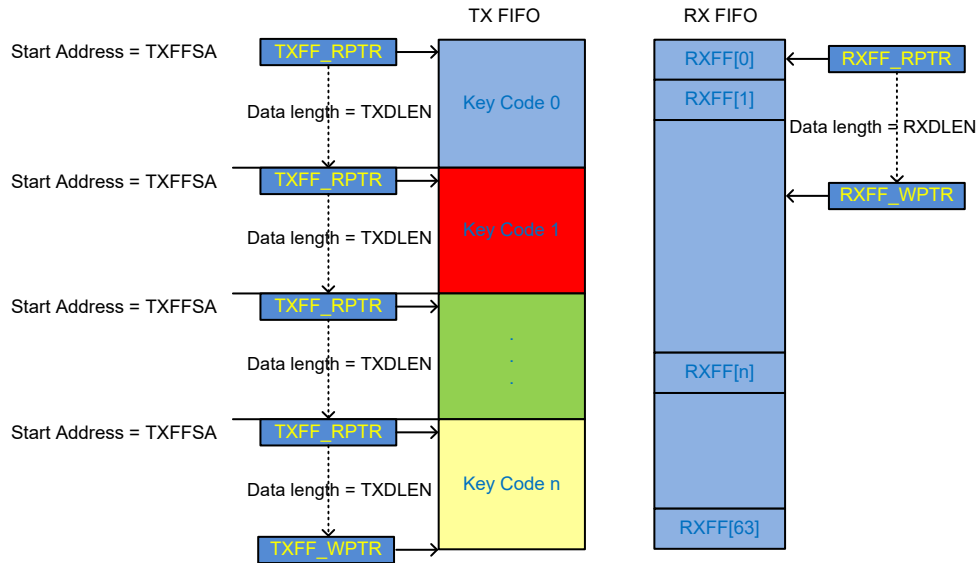 TX FIFO
RX FIFO
Start Address = TXFFSA
TXFF_RPTR
Key Code 0
RXFF[0]
RXFF_RPTR
RXFF[1]
Data length = TXDLEN
Data length = RXDLEN
Start Address = TXFFSA
TXFF_RPTR
RXFF_WPTR
Key Code 1
Data length = TXDLEN
Start Address = TXFFSA
TXFF_RPTR
.
.
.
Data length = TXDLEN
RXFF[n]
Start Address = TXFFSA
TXFF_RPTR
Key Code n
Data length = TXDLEN
RXFF[63]
TXFF_WPTR